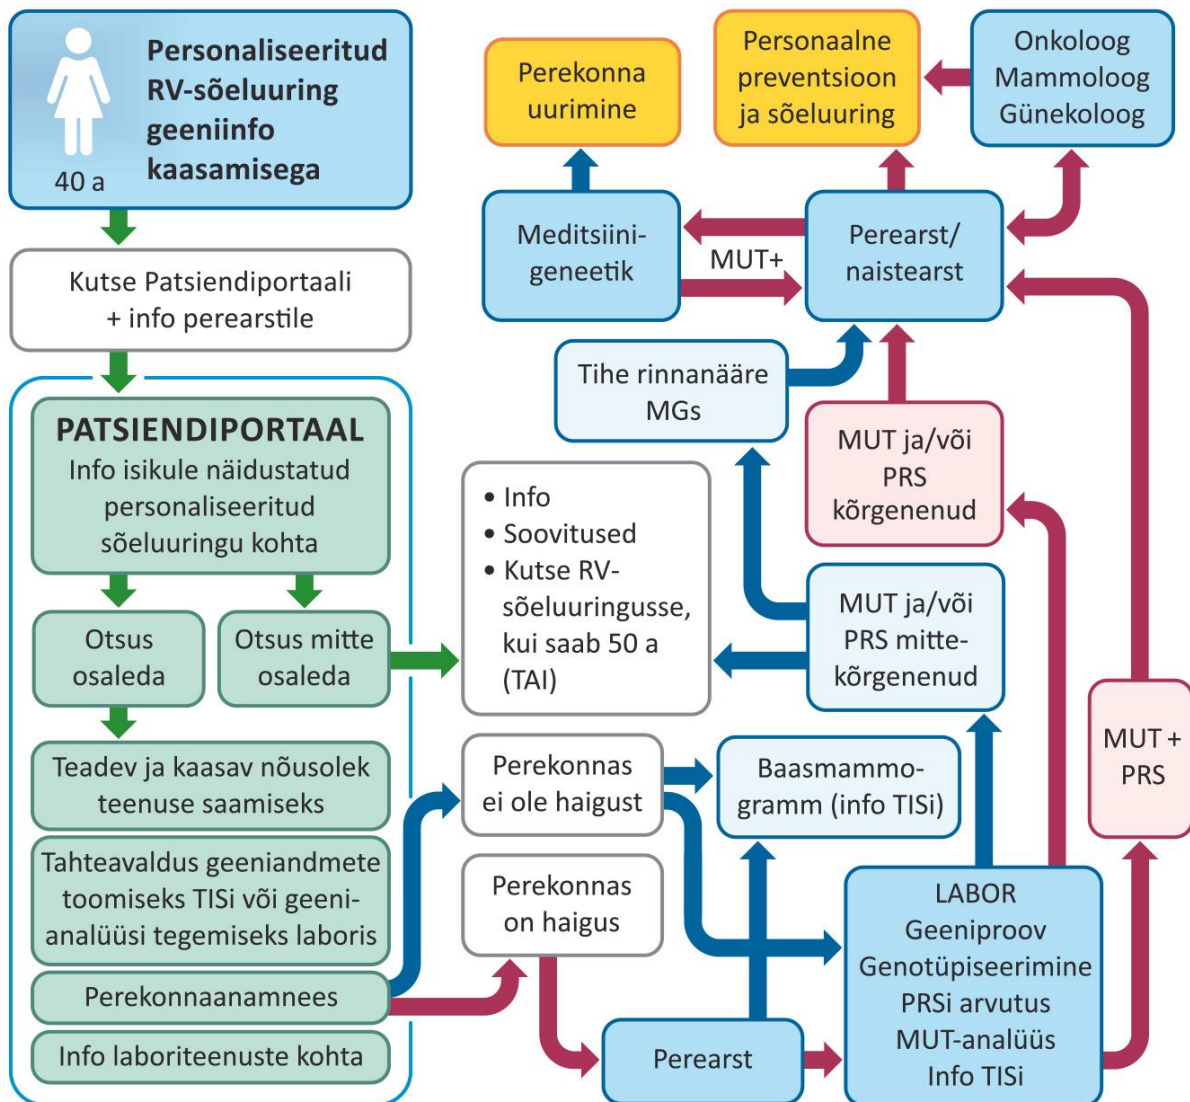 Personaliseeritud
RV-sõeluuring
geeniinfo
kaasamisega
40 a
Kutse Patsiendiportaali
+ info perearstile
PATSIENDIPORTAAL
Info isikule näidustatud
personaliseeritud
sõeluuringu kohta
Otsus
osaleda
Otsus mitte
osaleda
Teadev ja kaasav nõusolek
teenuse saamiseks
Tahteavaldus geeniandmete
toomiseks TISi või geeni-
analüüsi tegemiseks laboris
Perekonnaanamnees
Info laboriteenuste kohta
Perekonna
uurimine
Personaalne
preventsioon
ja sõeluuring
Onkoloog
Mammoloog
Günekoloog
Meditsiini-
geneetik
MUT+
Perearst/
naistearst
Tihe rinnanääre
MGs
MUT ja/või
PRS
kõrgenenud
• Info
• Soovitused
• Kutse RV-
sõeluuringusse,
kui saab 50 a
(TAI)
MUT ja/või
PRS mitte-
kõrgenenud
MUT +
PRS
Perekonnas
ei ole haigust
Baasmammo-
gramm (info TISi)
Perekonnas
on haigus
Perearst
LABOR
Geeniproov
Genotüpiseerimine
PRSi arvutus
MUT-analüüs
Info TISi